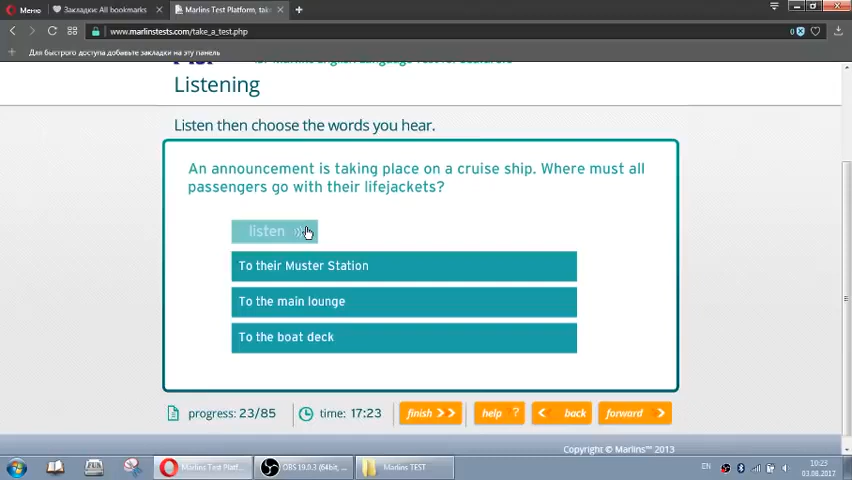 Меню
Закладки: All bookmarks
Marlins Test Platform, take
www.marlinstests.com/take_a_test.php
0
Для быстрого доступа добавьте закладки на эту панель
Listening
Listen then choose the words you hear.
An announcement is taking place on a cruise ship. Where must all
passengers go with their lifejackets?
listen
To their Muster Station
To the main lounge
To the boat deck
progress: 23/85
time: 17:23
finish
help ?
back
forward
Copyright © Marlins™ 2013
Marlins Test Platf...
OBS 19.0.3 (64bit, ...
Marlins TEST
EN
10:23
03.08.2017